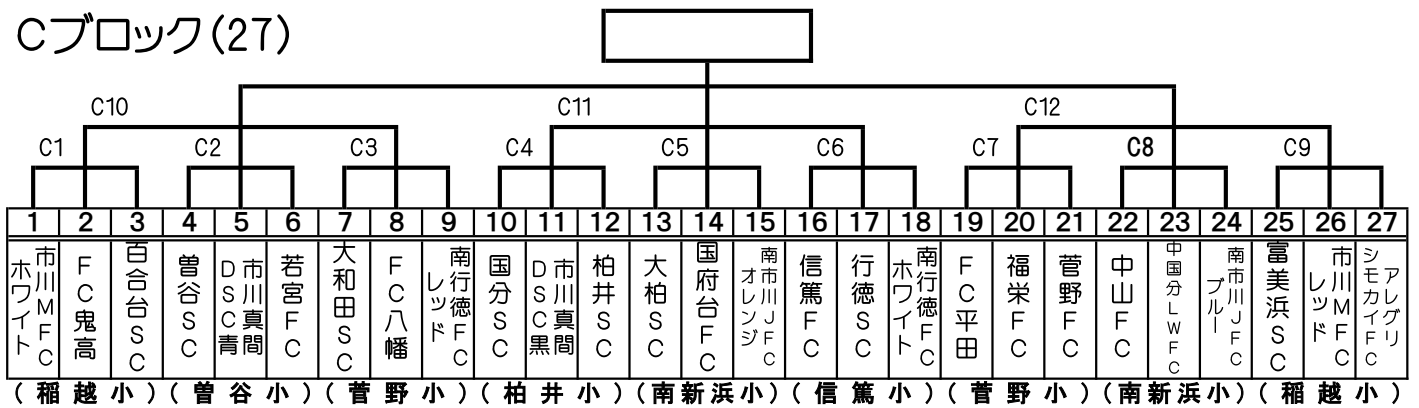 Cブロック(27)
C10 C11 C12
C1 C2 C3 C4 C5 C6 C7 C8 C9
1 2 3 4 5 6 7 8 9 10 11 12 13 14 15 16 17 18 19 20 21 22 23 24 25 26 27
市川MFC
ホワイト
FC鬼高
百合台SC
曽谷SC
市川真間
DSC青
若宮FC
大和田SC
FC八幡
南行徳FC
レッド
国分SC
市川真間
DSC黒
柏井SC
大柏SC
国府台FC
南市川JFC
オレンジ
信篤FC
行徳SC
南行徳FC
ホワイト
FC平田
福栄FC
菅野FC
中山FC
中国分LWFC
南市川JFC
ブルー
富美浜SC
市川MFC
レッド
アレグリ
シモカイFC
(稲越小)(曽谷小)(菅野小)(柏井小)(南新浜小)(信篤小)(菅野小)(南新浜小)(稲越小)